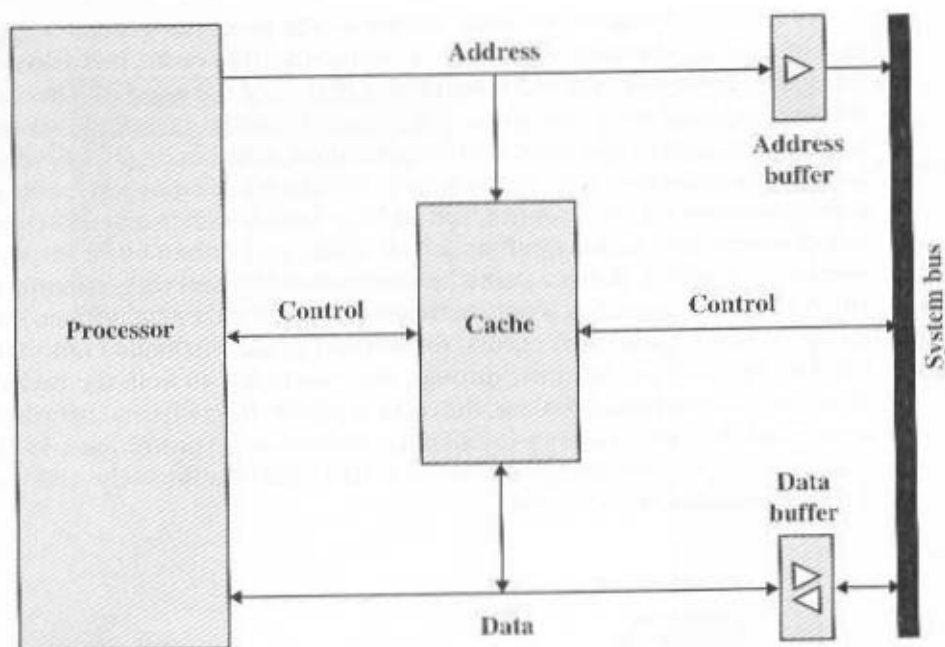 Address
Address
buffer
Processor
Control
Cache
Control
System bus
Data
buffer
Data